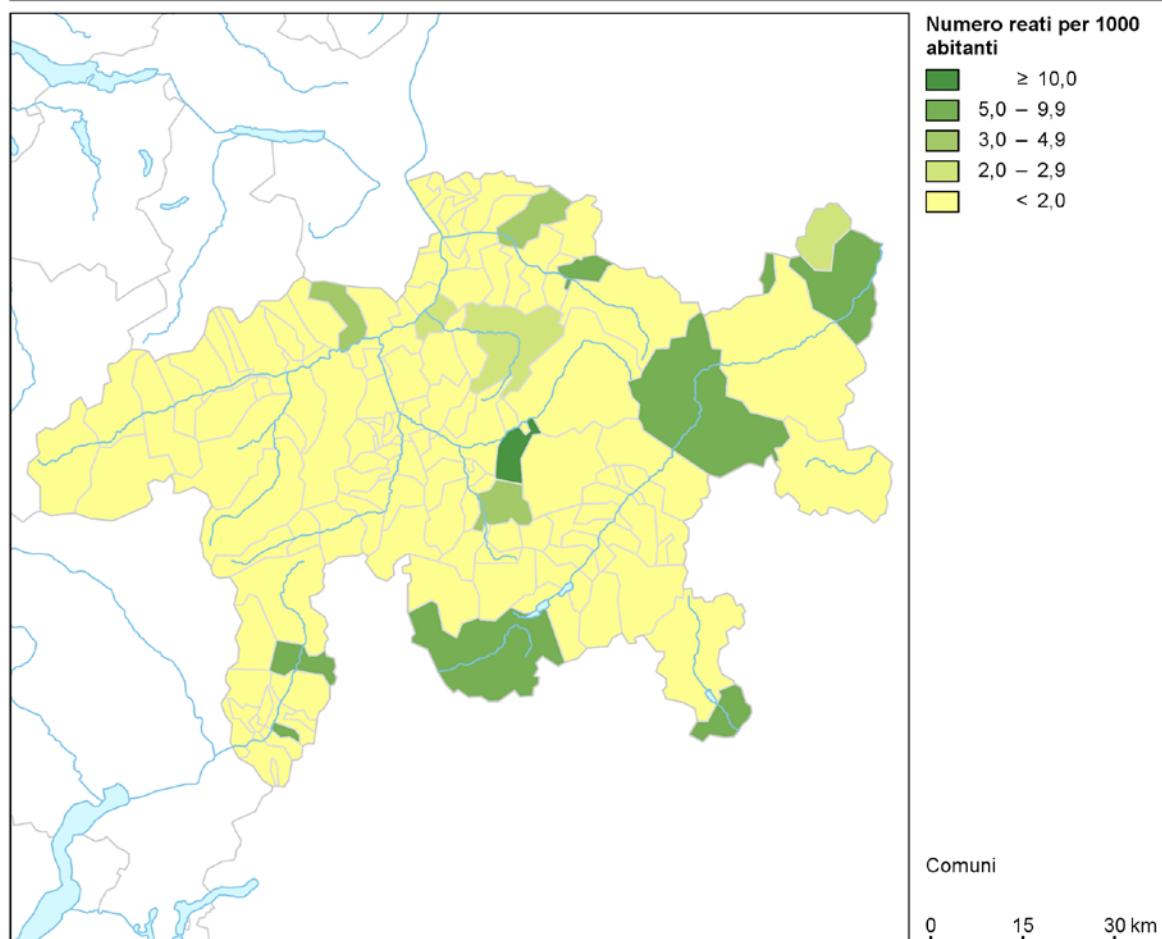 Numero reati per 1000
abitanti
≥ 10,0
5,0 – 9,9
3,0 – 4,9
2,0 – 2,9
< 2,0
Comuni
0 15 30 km